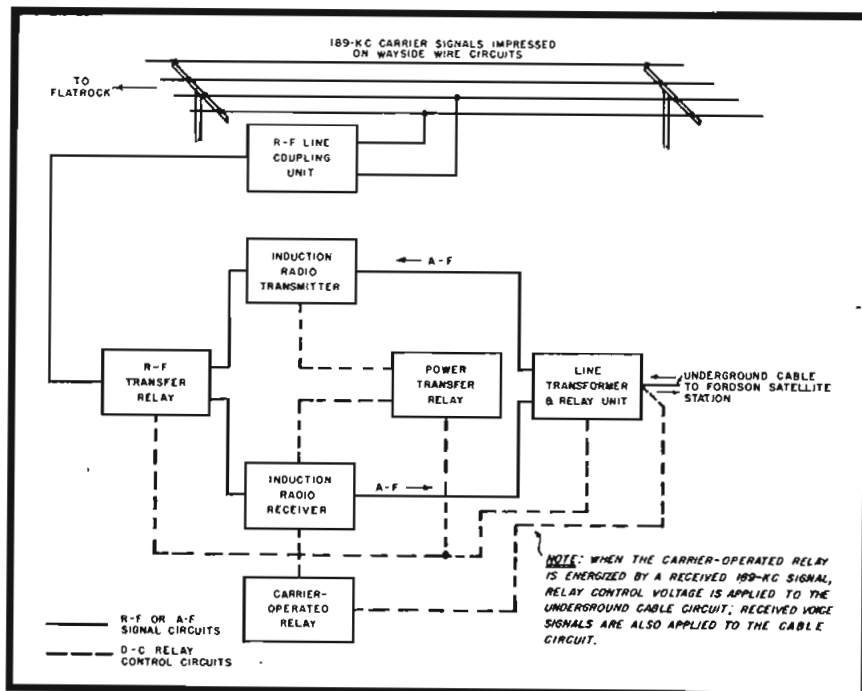 189-KC CARRIER SIGNALS IMPRESSED
ON WAYSIDE WIRE CIRCUITS
TO
FLATROCK
R-F LINE
COUPLING
UNIT
INDUCTION
RADIO
TRANSMITTER
A-F
R-F
TRANSFER
RELAY
POWER
TRANSFER
RELAY
LINE
TRANSFORMER
& RELAY UNIT
UNDERGROUND CABLE
TO FORDSON SATELLITE
STATION
INDUCTION
RADIO
RECEIVER
A-F
CARRIER-
OPERATED
RELAY
NOTE: WHEN THE CARRIER-OPERATED RELAY
IS ENERGIZED BY A RECEIVED 189-KC SIGNAL,
RELAY CONTROL VOLTAGE IS APPLIED TO THE
UNDERGROUND CABLE CIRCUIT; RECEIVED VOICE
SIGNALS ARE ALSO APPLIED TO THE CABLE
CIRCUIT.
R-F OR A-F
SIGNAL CIRCUITS
D-C RELAY
CONTROL CIRCUITS